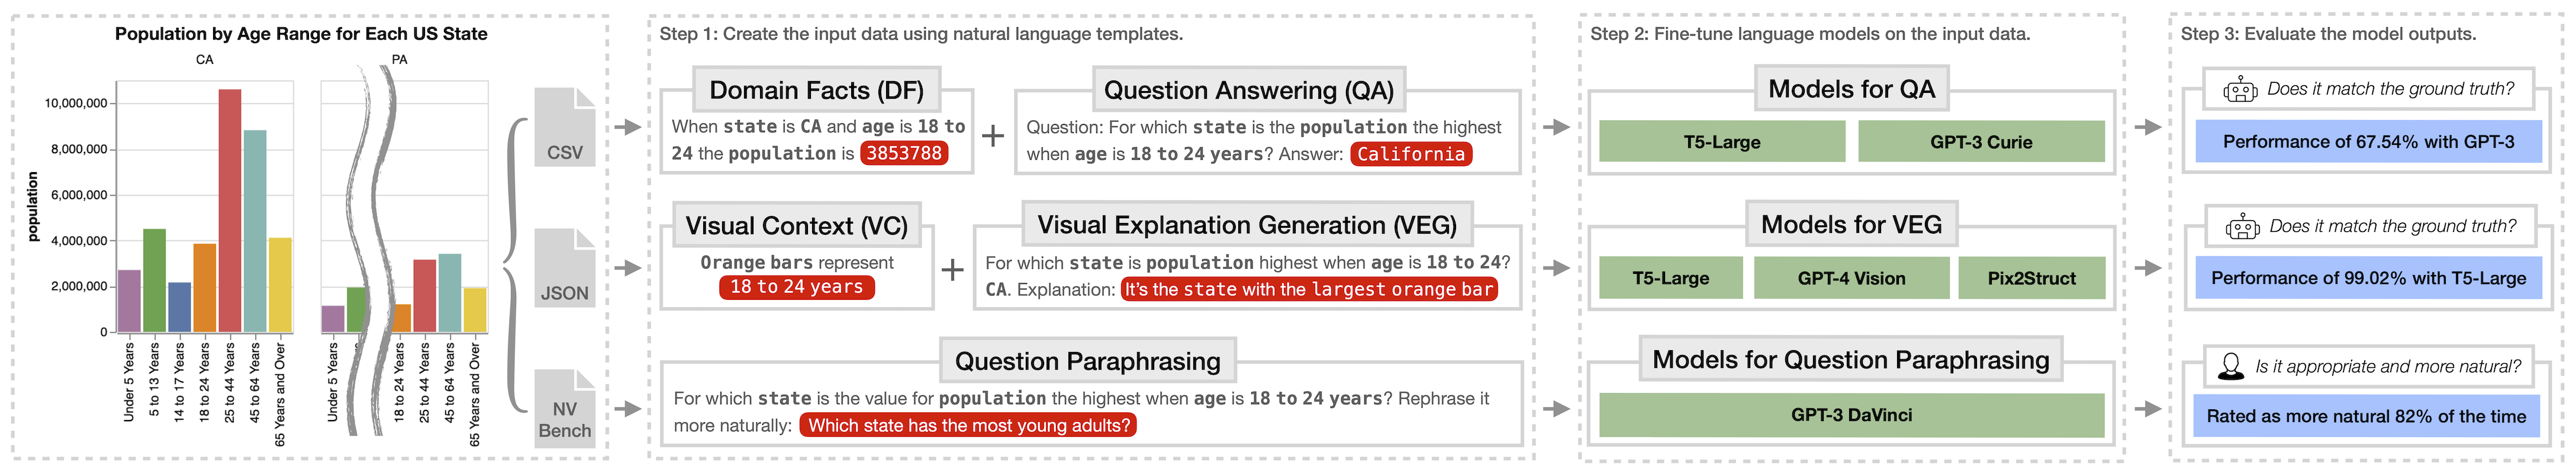 Population by Age Range for Each US State
CA
PA
population
10,000,000
8,000,000
6,000,000
4,000,000
2,000,000
0
Under 5 Years
5 to 13 Years
14 to 17 Years
18 to 24 Years
25 to 44 Years
45 to 64 Years
65 Years and Over
Under 5 Years
18 to 24 Years
25 to 44 Years
45 to 64 Years
65 Years and Over
CSV
JSON
NV
Bench
Step 1: Create the input data using natural language templates.
Domain Facts (DF)
When state is CA and age is 18 to
24 the population is 3853788
+
Question Answering (QA)
Question: For which state is the population the highest
when age is 18 to 24 years? Answer: California
Visual Context (VC)
Orange bars represent
18 to 24 years
+
Visual Explanation Generation (VEG)
For which state is population highest when age is 18 to 24?
CA. Explanation: It's the state with the largest orange bar
Question Paraphrasing
For which state is the value for population the highest when age is 18 to 24 years? Rephrase it
more naturally: Which state has the most young adults?
Step 2: Fine-tune language models on the input data.
Models for QA
T5-Large
GPT-3 Curie
Models for VEG
T5-Large
GPT-4 Vision
Pix2Struct
Models for Question Paraphrasing
GPT-3 DaVinci
Step 3: Evaluate the model outputs.
Does it match the ground truth?
Performance of 67.54% with GPT-3
Does it match the ground truth?
Performance of 99.02% with T5-Large
Is it appropriate and more natural?
Rated as more natural 82% of the time